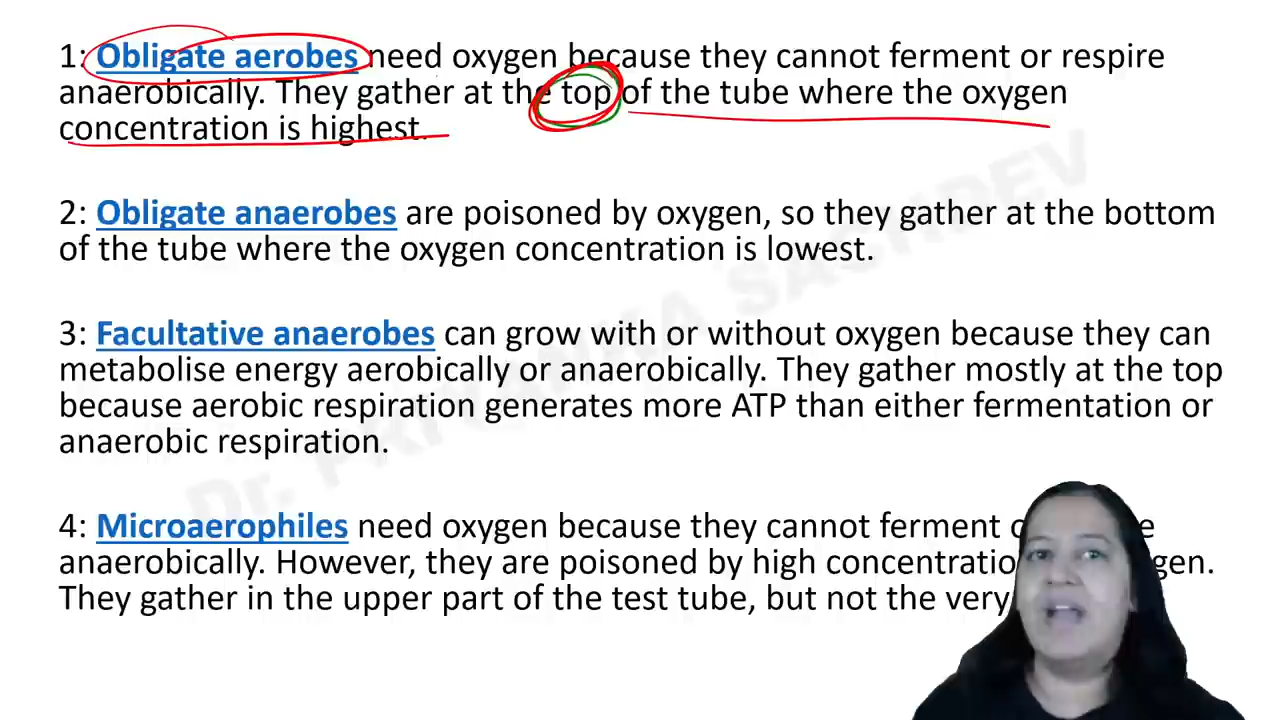 1: Obligate aerobes need oxygen because they cannot ferment or respire
anaerobically. They gather at the top of the tube where the oxygen
concentration is highest.
2: Obligate anaerobes are poisoned by oxygen, so they gather at the bottom
of the tube where the oxygen concentration is lowest.
3: Facultative anaerobes can grow with or without oxygen because they can
metabolise energy aerobically or anaerobically. They gather mostly at the top
because aerobic respiration generates more ATP than either fermentation or
anaerobic respiration.
4: Microaerophiles need oxygen because they cannot ferment
anaerobically. However, they are poisoned by high
They gather in the upper part of the test tube, but not the very
Dr. PRIYANKA SACHDEV